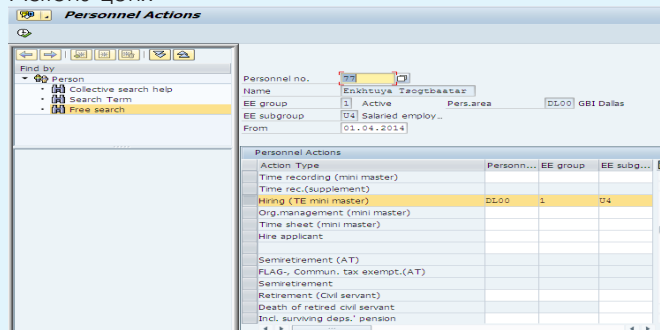 Personnel Actions
Find by
Person
Collective search help
Search Term
Free search
Personnel no. 77
Name Enkhtuya Tsogtbaatar
EE group 1 Active Pers.area DL00 GBI Dallas
EE subgroup U4 Salaried employ..
From 01.04.2014
Personnel Actions
Action Type Personn... EE group EE subg...
Time recording (mini master)
Time rec.(supplement)
Hiring (TE mini master) DL00 1 U4
Org.management (mini master)
Time sheet (mini master)
Hire applicant
Semiretirement (AT)
FLAG-, Commun. tax exempt.(AT)
Semiretirement
Retirement (Civil servant)
Death of retired civil servant
Incl. surviving deps.' pension